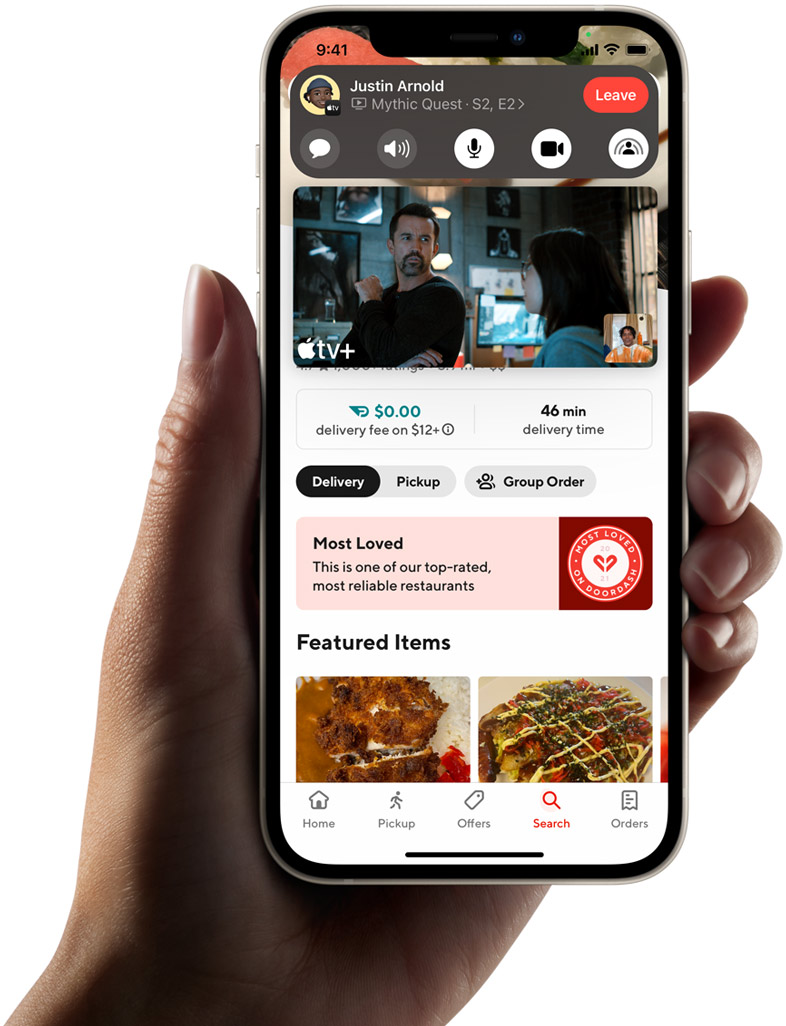 9:41
Justin Arnold
tv
Mythic Quest · S2, E2
Leave
tv+
$0.00
delivery fee on $12+
46 min
delivery time
Delivery
Pickup
Group Order
Most Loved
This is one of our top-rated,
most reliable restaurants
MOST LOVED
20
21
ON DOORDASH
Featured Items
Home
Pickup
Offers
Search
Orders